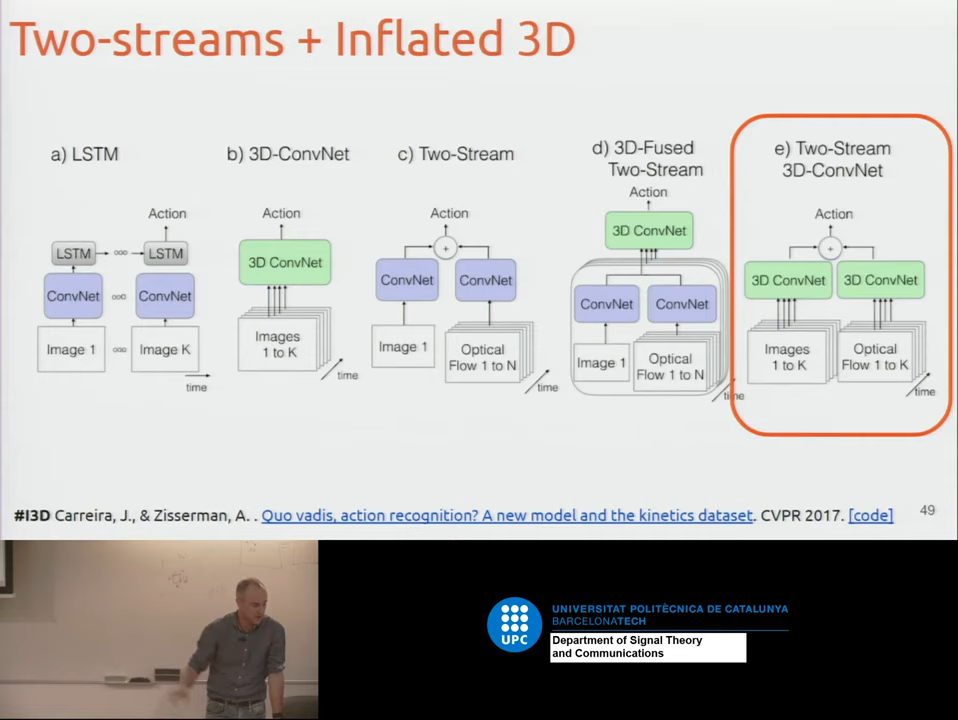 Two-streams + Inflated 3D
a) LSTM
Action
LSTM
LSTM
ConvNet
ConvNet
Image 1
Image K
time
b) 3D-ConvNet
Action
3D ConvNet
Images
1 to K
time
c) Two-Stream
Action
+
ConvNet
ConvNet
Image 1
Optical
Flow 1 to N
time
d) 3D-Fused
Two-Stream
Action
3D ConvNet
ConvNet
ConvNet
Image 1
Optical
Flow 1 to N
time
e) Two-Stream
3D-ConvNet
Action
+
3D ConvNet
3D ConvNet
Images
1 to K
Optical
Flow 1 to K
time
#I3D Carreira, J., & Zisserman, A. . Quo vadis, action recognition? A new model and the kinetics dataset. CVPR 2017. [code]
49
UPC
UNIVERSITAT POLITÈCNICA DE CATALUNYA
BARCELONATECH
Department of Signal Theory
and Communications